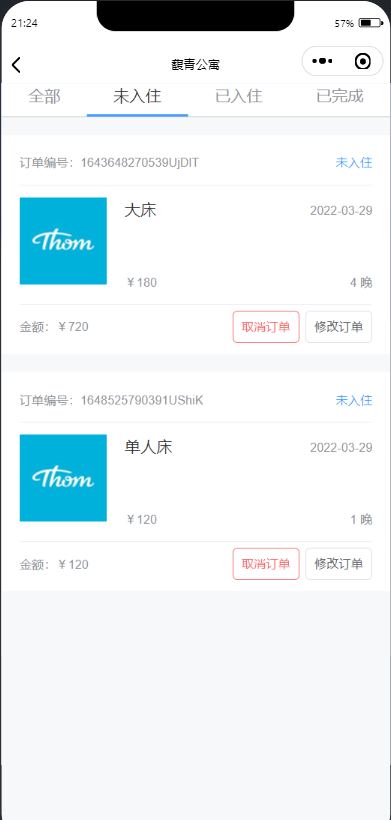 21:24 57%
馥青公寓
全部 未入住 已入住 已完成
订单编号：1643648270539UjDIT 未入住
Thom 大床 2022-03-29
￥180 4 晚
金额：￥720 取消订单 修改订单
订单编号：1648525790391UShiK 未入住
Thom 单人床 2022-03-29
￥120 1 晚
金额：￥120 取消订单 修改订单